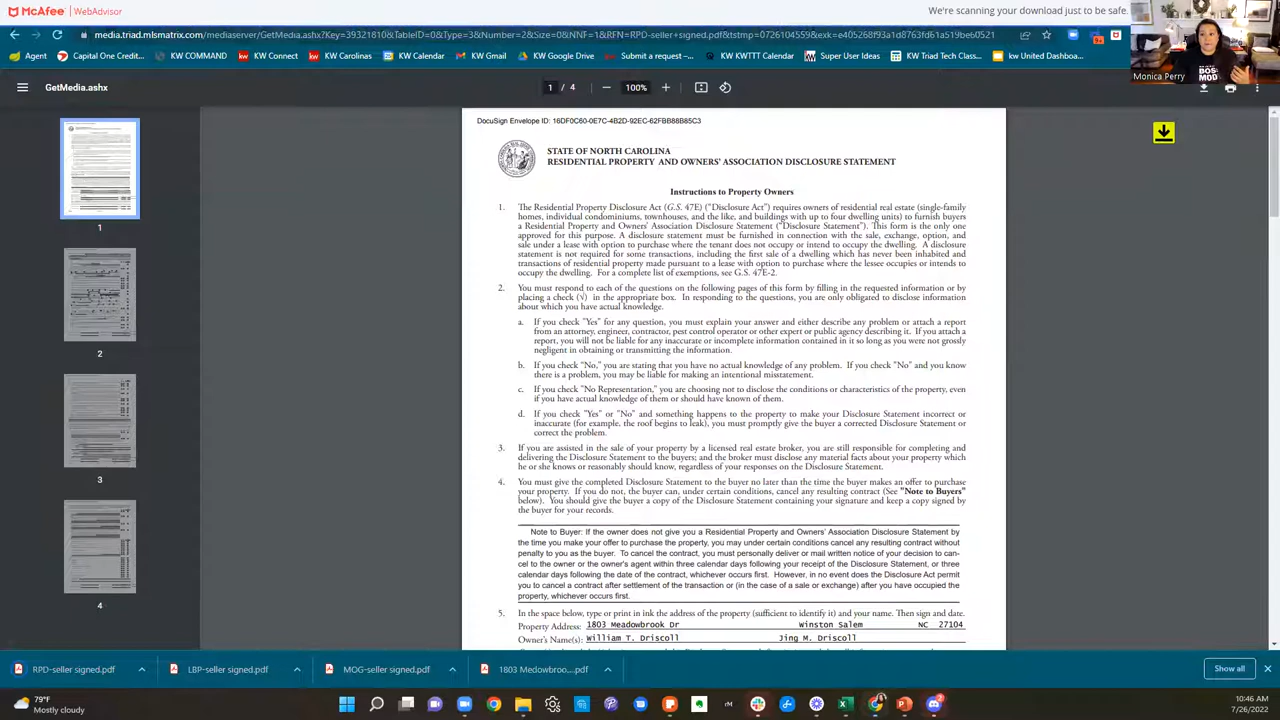 McAfee | WebAdvisor
We're scanning your download just to be safe.
media.triad.mlsmatrix.com/mediaserver/GetMedia.ashx?Key=39321810&TableID=0&Type=3&Number=2&Size=0&NNF=1&RFN=RPD-seller+signed.pdf&tstmp=0726104559&exk=e405268f93a1d8763fd61a519beb0521
Agent
Capital One Credit...
KW COMMAND
KW Connect
KW Locations
KW Calendar
KW Gmail
KW Google Drive
Submit a request –...
KW KWTTT Calendar
Super User Ideas
KW Triad Tech Class...
kw United Dashboa...
Monica Perry
BOS
MOD
GetMedia.ashx
1 / 4
100%
DocuSign Envelope ID: 16DF0C60-0E7C-4B2D-92EC-62FBB88B85C3
STATE OF NORTH CAROLINA
RESIDENTIAL PROPERTY AND OWNERS' ASSOCIATION DISCLOSURE STATEMENT
Instructions to Property Owners
1. The Residential Property Disclosure Act (G.S. 47E) ("Disclosure Act") requires owners of residential real estate (single-family
homes, individual condominiums, townhouses, and the like, and buildings with up to four dwelling units) to furnish buyers
a Residential Property and Owners' Association Disclosure Statement ("Disclosure Statement"). This form is the only one
approved for this purpose. A disclosure statement must be furnished in connection with the sale, exchange, option, and
sale under a lease with option to purchase where the tenant does not occupy or intend to occupy the dwelling. A disclosure
statement is not required for some transactions, including the first sale of a dwelling which has never been inhabited and
transactions of residential property made pursuant to a lease with option to purchase where the lessee occupies or intends to
occupy the dwelling. For a complete list of exemptions, see G.S. 47E-2.
2. You must respond to each of the questions on the following pages of this form by filling in the requested information or by
placing a check (√) in the appropriate box. In responding to the questions, you are only obligated to disclose information
about which you have actual knowledge.
a. If you check "Yes" for any question, you must explain your answer and either describe any problem or attach a report
from an attorney, engineer, contractor, pest control operator or other expert or public agency describing it. If you attach a
report, you will not be liable for any inaccurate or incomplete information contained in it so long as you were not grossly
negligent in obtaining or transmitting the information.
b. If you check "No," you are stating that you have no actual knowledge of any problem. If you check "No" and you know
there is a problem, you may be liable for making an intentional misstatement.
c. If you check "No Representation," you are choosing not to disclose the conditions or characteristics of the property, even
if you have actual knowledge of them or should have known of them.
d. If you check "Yes" or "No" and something happens to the property to make your Disclosure Statement incorrect or
inaccurate (for example, the roof begins to leak), you must promptly give the buyer a corrected Disclosure Statement or
correct the problem.
3. If you are assisted in the sale of your property by a licensed real estate broker, you are still responsible for completing and
delivering the Disclosure Statement to the buyers; and the broker must disclose any material facts about your property which
he or she knows or reasonably should know, regardless of your responses on the Disclosure Statement.
4. You must give the completed Disclosure Statement to the buyer no later than the time the buyer makes an offer to purchase
your property. If you do not, the buyer can, under certain conditions, cancel any resulting contract (See "Note to Buyers"
below). You should give the buyer a copy of the Disclosure Statement containing your signature and keep a copy signed by
the buyer for your records.
Note to Buyer: If the owner does not give you a Residential Property and Owners' Association Disclosure Statement by
the time you make your offer to purchase the property, you may under certain conditions cancel any resulting contract without
penalty to you as the buyer. To cancel the contract, you must personally deliver or mail written notice of your decision to can-
cel to the owner or the owner's agent within three calendar days following your receipt of the Disclosure Statement, or three
calendar days following the date of the contract, whichever occurs first. However, in no event does the Disclosure Act permit
you to cancel a contract after settlement of the transaction or (in the case of a sale or exchange) after you have occupied the
property, whichever occurs first.
5. In the space below, type or print in ink the address of the property (sufficient to identify it) and your name. Then sign and date.
Property Address: 1803 Meadowbrook Dr Winston Salem NC 27104
Owner's Name(s): William T. Driscoll Jing M. Driscoll
1
2
3
4
RPD-seller signed.pdf
LBP-seller signed.pdf
MOG-seller signed.pdf
1803 Medowbroo....pdf
Show all
79°F
Mostly cloudy
rM
2
10:46 AM
7/26/2022